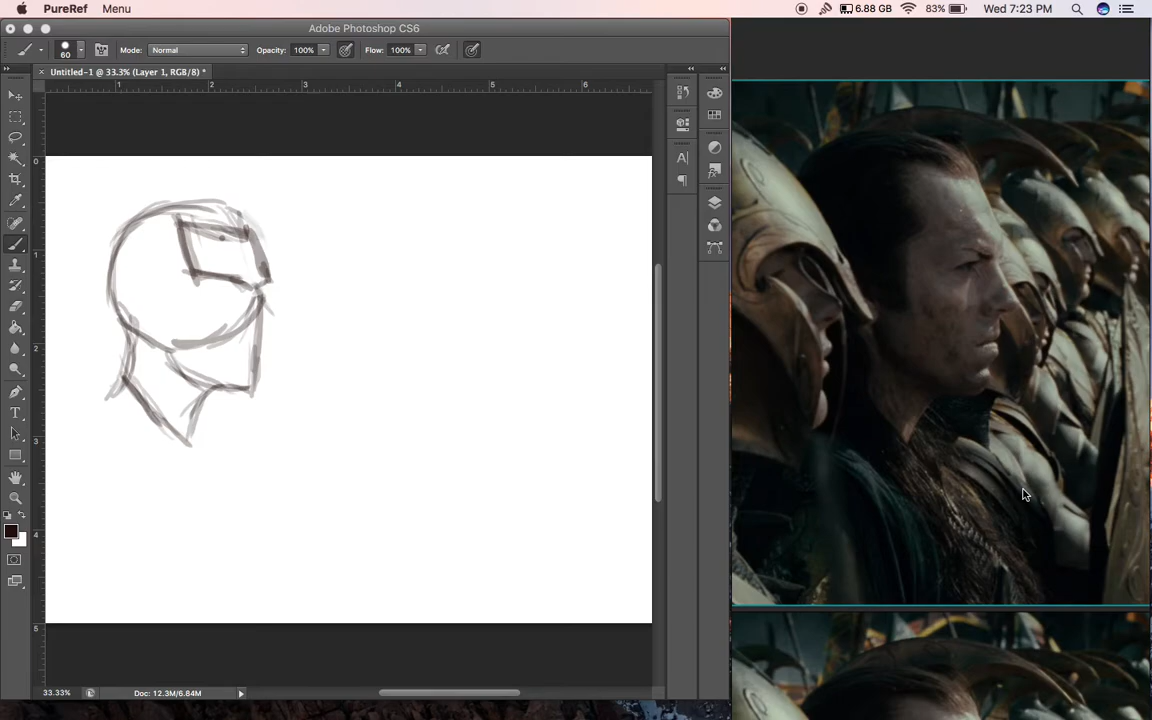 PureRef Menu 6.88 GB 83% Wed 7:23 PM
Adobe Photoshop CS6
60 Mode: Normal Opacity: 100% Flow: 100%
Untitled-1 @ 33.3% (Layer 1, RGB/8) *
1 2 3 4 5 6
0
1
2
3
4
5
A
T
33.33% Doc: 12.3M/6.84M